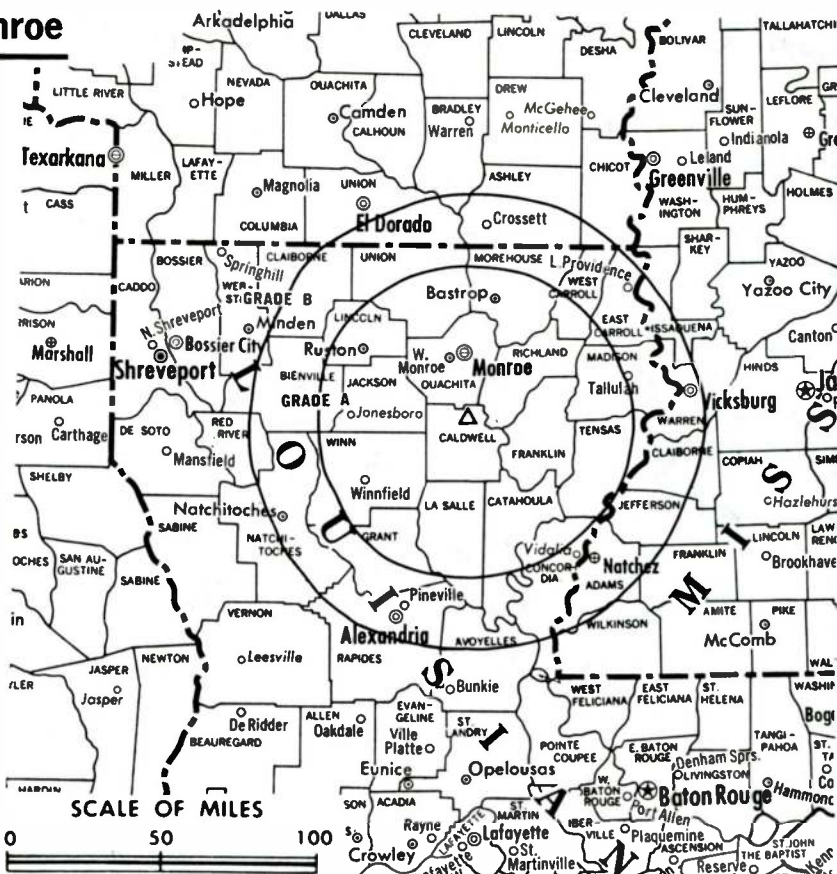 nroe
Arkadelphia
DALLAS
CLEVELAND
LINCOLN
DESHA
BOLIVAR
TALLAHATCHI
STEAD
LITTLE RIVER
NEVADA
OUACHITA
DREW
Cleveland
SUN-
FLOWER
LEFLORE
Hope
Camden
CALHOUN
BRADLEY
Warren
McGehee
Monticello
Indianola
Texarkana
MILLER
LAFAY-
ETTE
CHICOT
Leland
Greenville
Magnolia
UNION
ASHLEY
HOLMES
CASS
COLUMBIA
El Dorado
Crossett
WASH-
INGTON
HUM-
PHREYS
SHAR-
KEY
BOSSIER
CLAIBORNE
UNION
MOREHOUSE
L. Providence
YAZOO
CADDO
Springhill
WEB-
STER
GRADE B
Bastrop
WEST
CARROLL
Yazoo City
N. Shreveport
Minden
LINCOLN
EAST
CARROLL
ISSAQUENA
Canton
Marshall
Bossier City
Ruston
W.
Monroe
Monroe
RICHLAND
MADISON
HINDS
Shreveport
BIENVILLE
JACKSON
OUACHITA
Tallulah
PANOLA
GRADE A
Jonesboro
Vicksburg
WARREN
Carthage
DE SOTO
RED
RIVER
WINN
CALDWELL
TENSAS
CLAIBORNE
Mansfield
FRANKLIN
COPIAH
SHELBY
Winnfield
Natchitoches
LA SALLE
CATAHOULA
JEFFERSON
Hazlehurs
SABINE
NATCHI-
TOCHES
GRANT
LINCOLN
SAN AU-
GUSTINE
SABINE
Vidalia
CONCOR-
DIA
Natchez
ADAMS
FRANKLIN
Brookhave
VERNON
Pineville
Alexandria
AVOYELLES
WILKINSON
AMITE
PIKE
McComb
NEWTON
Leesville
RAPIDES
JASPER
Jasper
Bunkie
WEST
FELICIANA
EAST
FELICIANA
ST.
HELENA
De Ridder
BEAUREGARD
ALLEN
Oakdale
EVAN-
GELINE
Ville
Platte
ST.
LANDRY
POINTE
COUPEE
E. BATON
ROUGE
TANGI-
PAHOA
Denham Sprs.
LIVINGSTON
Eunice
Opelousas
W.
BATON
ROUGE
Baton Rouge
Port Allen
Hammond
SCALE OF MILES
0 50 100
ACADIA
ST.
MARTIN
IBER-
VILLE
Plaquemine
Crowley
Rayne
LAFAYETTE
Lafayette
St.
Martinville
ASCENSION
ST. JOHN
THE BAPTIST
Reserve
L O U I S I A N
M I S S